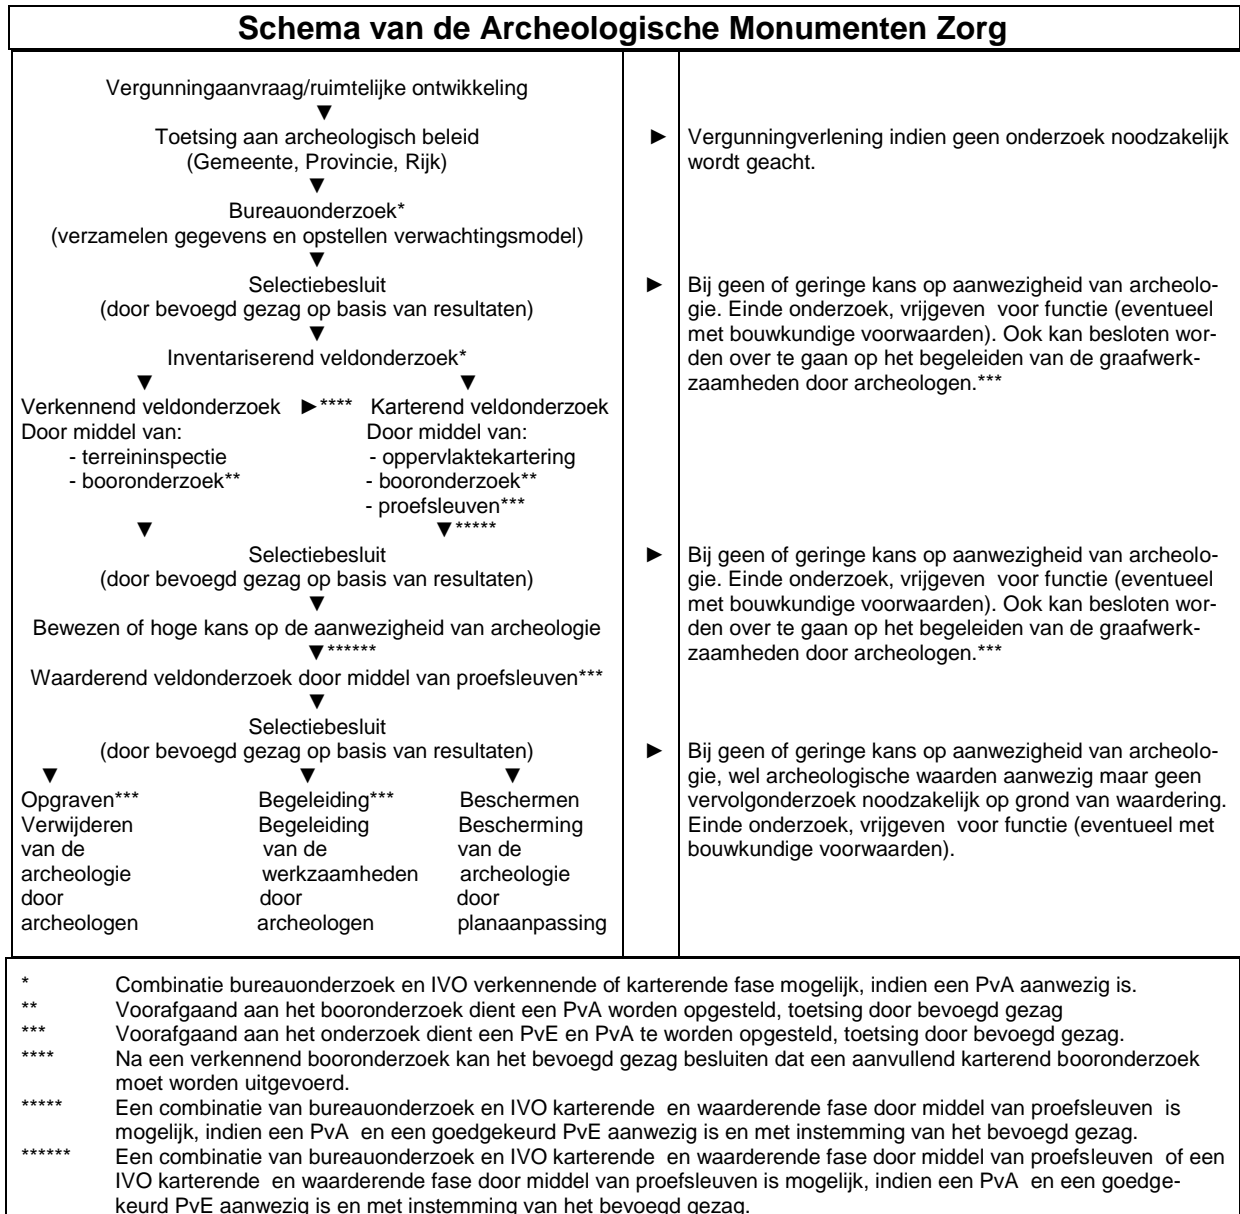 Schema van de Archeologische Monumenten Zorg
Vergunningaanvraag/ruimtelijke ontwikkeling
▼
Toetsing aan archeologisch beleid
(Gemeente, Provincie, Rijk)
► Vergunningverlening indien geen onderzoek noodzakelijk
wordt geacht.
▼
Bureauonderzoek*
(verzamelen gegevens en opstellen verwachtingsmodel)
▼
Selectiebesluit
(door bevoegd gezag op basis van resultaten)
► Bij geen of geringe kans op aanwezigheid van archeolo-
gie. Einde onderzoek, vrijgeven voor functie (eventueel
met bouwkundige voorwaarden). Ook kan besloten wor-
den over te gaan op het begeleiden van de graafwerk-
zaamheden door archeologen.***
▼
Inventariserend veldonderzoek*
▼ ▼
Verkennend veldonderzoek ►**** Karterend veldonderzoek
Door middel van: Door middel van:
- terreininspectie - oppervlaktekartering
- booronderzoek** - booronderzoek**
- proefsleuven***
▼ ▼*****
Selectiebesluit
(door bevoegd gezag op basis van resultaten)
► Bij geen of geringe kans op aanwezigheid van archeolo-
gie. Einde onderzoek, vrijgeven voor functie (eventueel
met bouwkundige voorwaarden). Ook kan besloten wor-
den over te gaan op het begeleiden van de graafwerk-
zaamheden door archeologen.***
▼
Bewezen of hoge kans op de aanwezigheid van archeologie
▼******
Waarderend veldonderzoek door middel van proefsleuven***
▼
Selectiebesluit
(door bevoegd gezag op basis van resultaten)
► Bij geen of geringe kans op aanwezigheid van archeolo-
gie, wel archeologische waarden aanwezig maar geen
vervolgonderzoek noodzakelijk op grond van waardering.
Einde onderzoek, vrijgeven voor functie (eventueel met
bouwkundige voorwaarden).
▼ ▼ ▼
Opgraven*** Begeleiding*** Beschermen
Verwijderen Begeleiding Bescherming
van de van de van de
archeologie werkzaamheden archeologie
door door door
archeologen archeologen planaanpassing
* Combinatie bureauonderzoek en IVO verkennende of karterende fase mogelijk, indien een PvA aanwezig is.
** Voorafgaand aan het booronderzoek dient een PvA worden opgesteld, toetsing door bevoegd gezag
*** Voorafgaand aan het onderzoek dient een PvE en PvA te worden opgesteld, toetsing door bevoegd gezag.
**** Na een verkennend booronderzoek kan het bevoegd gezag besluiten dat een aanvullend karterend booronderzoek
moet worden uitgevoerd.
***** Een combinatie van bureauonderzoek en IVO karterende en waarderende fase door middel van proefsleuven is
mogelijk, indien een PvA en een goedgekeurd PvE aanwezig is en met instemming van het bevoegd gezag.
****** Een combinatie van bureauonderzoek en IVO karterende en waarderende fase door middel van proefsleuven of een
IVO karterende en waarderende fase door middel van proefsleuven is mogelijk, indien een PvA en een goedge-
keurd PvE aanwezig is en met instemming van het bevoegd gezag.